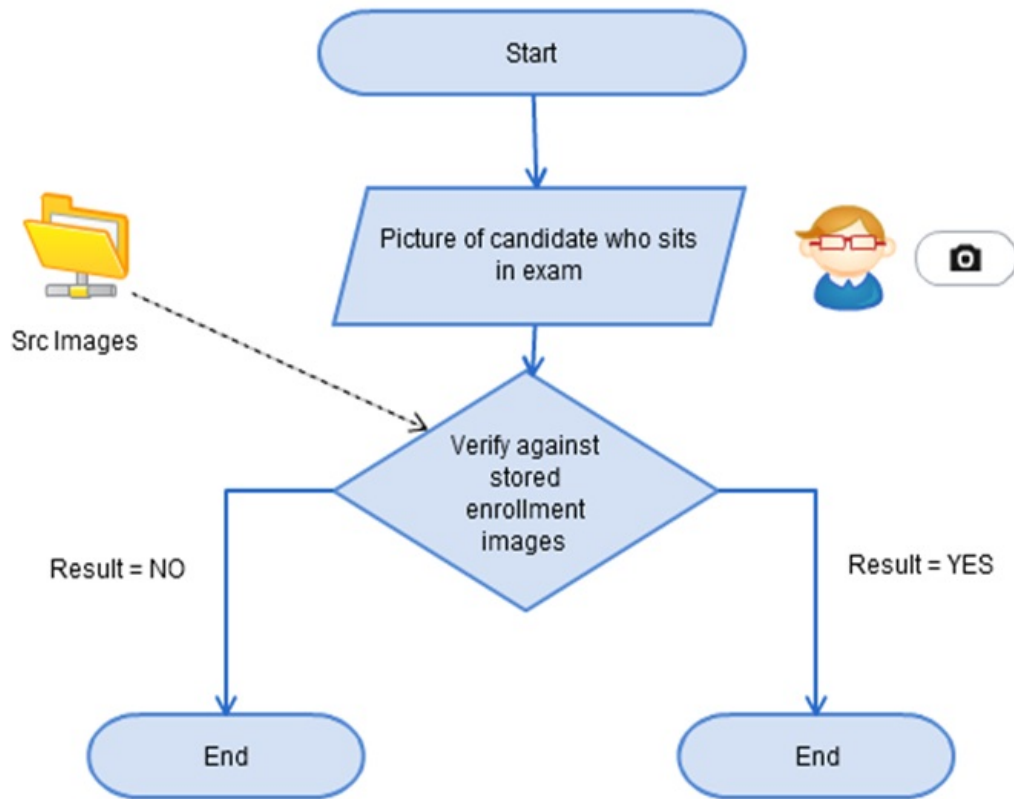 Start
Picture of candidate who sits
in exam
Src Images
Verify against
stored
enrollment
images
Result = NO
Result = YES
End
End